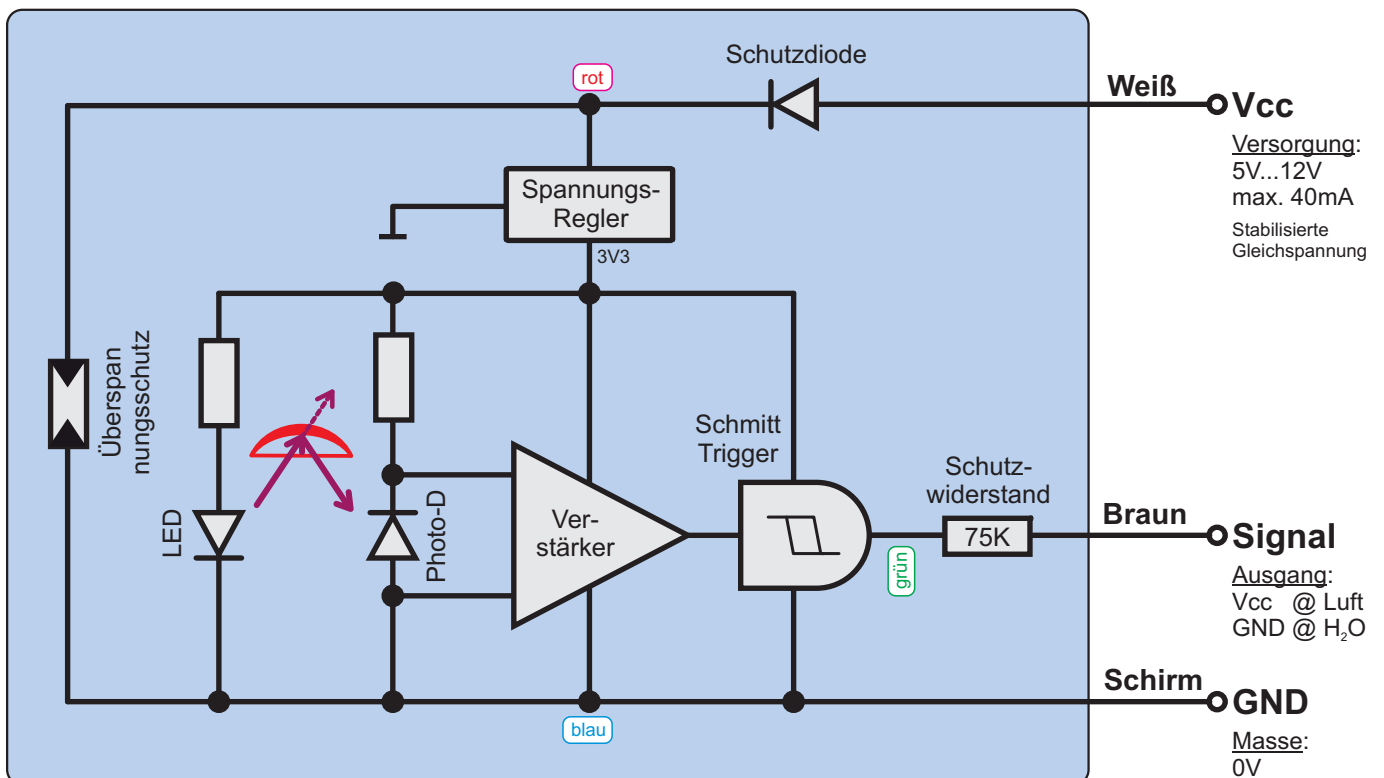 Schutzdiode
rot
Weiß
Vcc
Versorgung:
5V...12V
max. 40mA
Stabilisierte
Gleichspannung
Spannungs-
Regler
3V3
Überspan
nungsschutz
LED
Photo-D
Ver-
stärker
Schmitt
Trigger
grün
Schutz-
widerstand
75K
Braun
Signal
Ausgang:
Vcc @ Luft
GND @ H₂O
Schirm
GND
Masse:
0V
blau